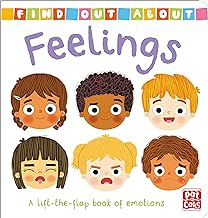 FIND OUT ABOUT
Feelings
A lift-the-flap book of emotions
pat
a
cake